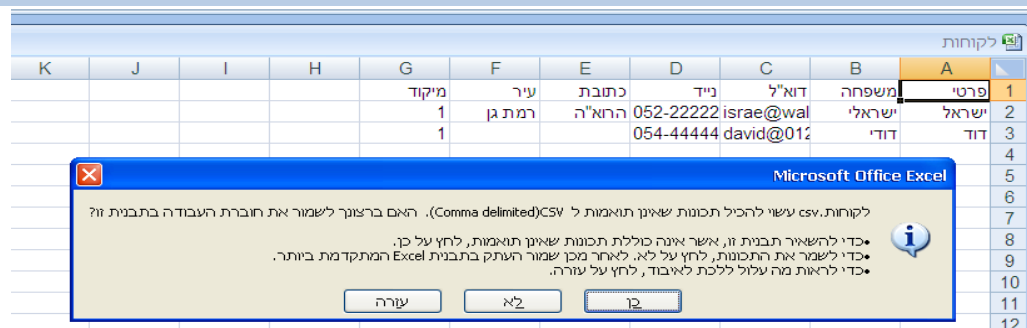 לקוחות
A B C D E F G H I J K
1 פרטי משפחה דוא"ל נייד כתובת עיר מיקוד
2 ישראל ישראלי israe@wal 052-22222 הרוא"ה רמת גן 1
3 דוד דודי david@012 054-44444 1
4
5
6
7
8
9
10
11
12
Microsoft Office Excel
לקוחות.csv עשוי להכיל תכונות שאינן תואמות ל CSV(Comma delimited). האם ברצונך לשמור את חוברת העבודה בתבנית זו?
•כדי להשאיר תבנית זו, אשר אינה כוללת תכונות שאינן תואמות, לחץ על כן.
•כדי לשמר את התכונות, לחץ על לא. לאחר מכן שמור העתק בתבנית Excel המתקדמת ביותר.
•כדי לראות מה עלול ללכת לאיבוד, לחץ על עזרה.
כן לא עזרה